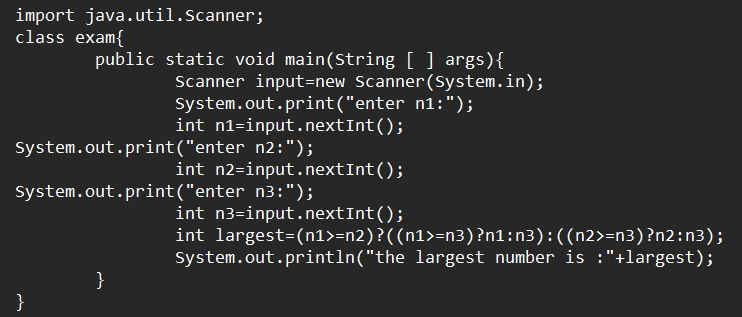 import java.util.Scanner;
class exam{
        public static void main(String [ ] args){
                Scanner input=new Scanner(System.in);
                System.out.print("enter n1:");
                int n1=input.nextInt();
System.out.print("enter n2:");
                int n2=input.nextInt();
System.out.print("enter n3:");
                int n3=input.nextInt();
                int largest=(n1>=n2)?((n1>=n3)?n1:n3):((n2>=n3)?n2:n3);
                System.out.println("the largest number is :"+largest);
        }
}